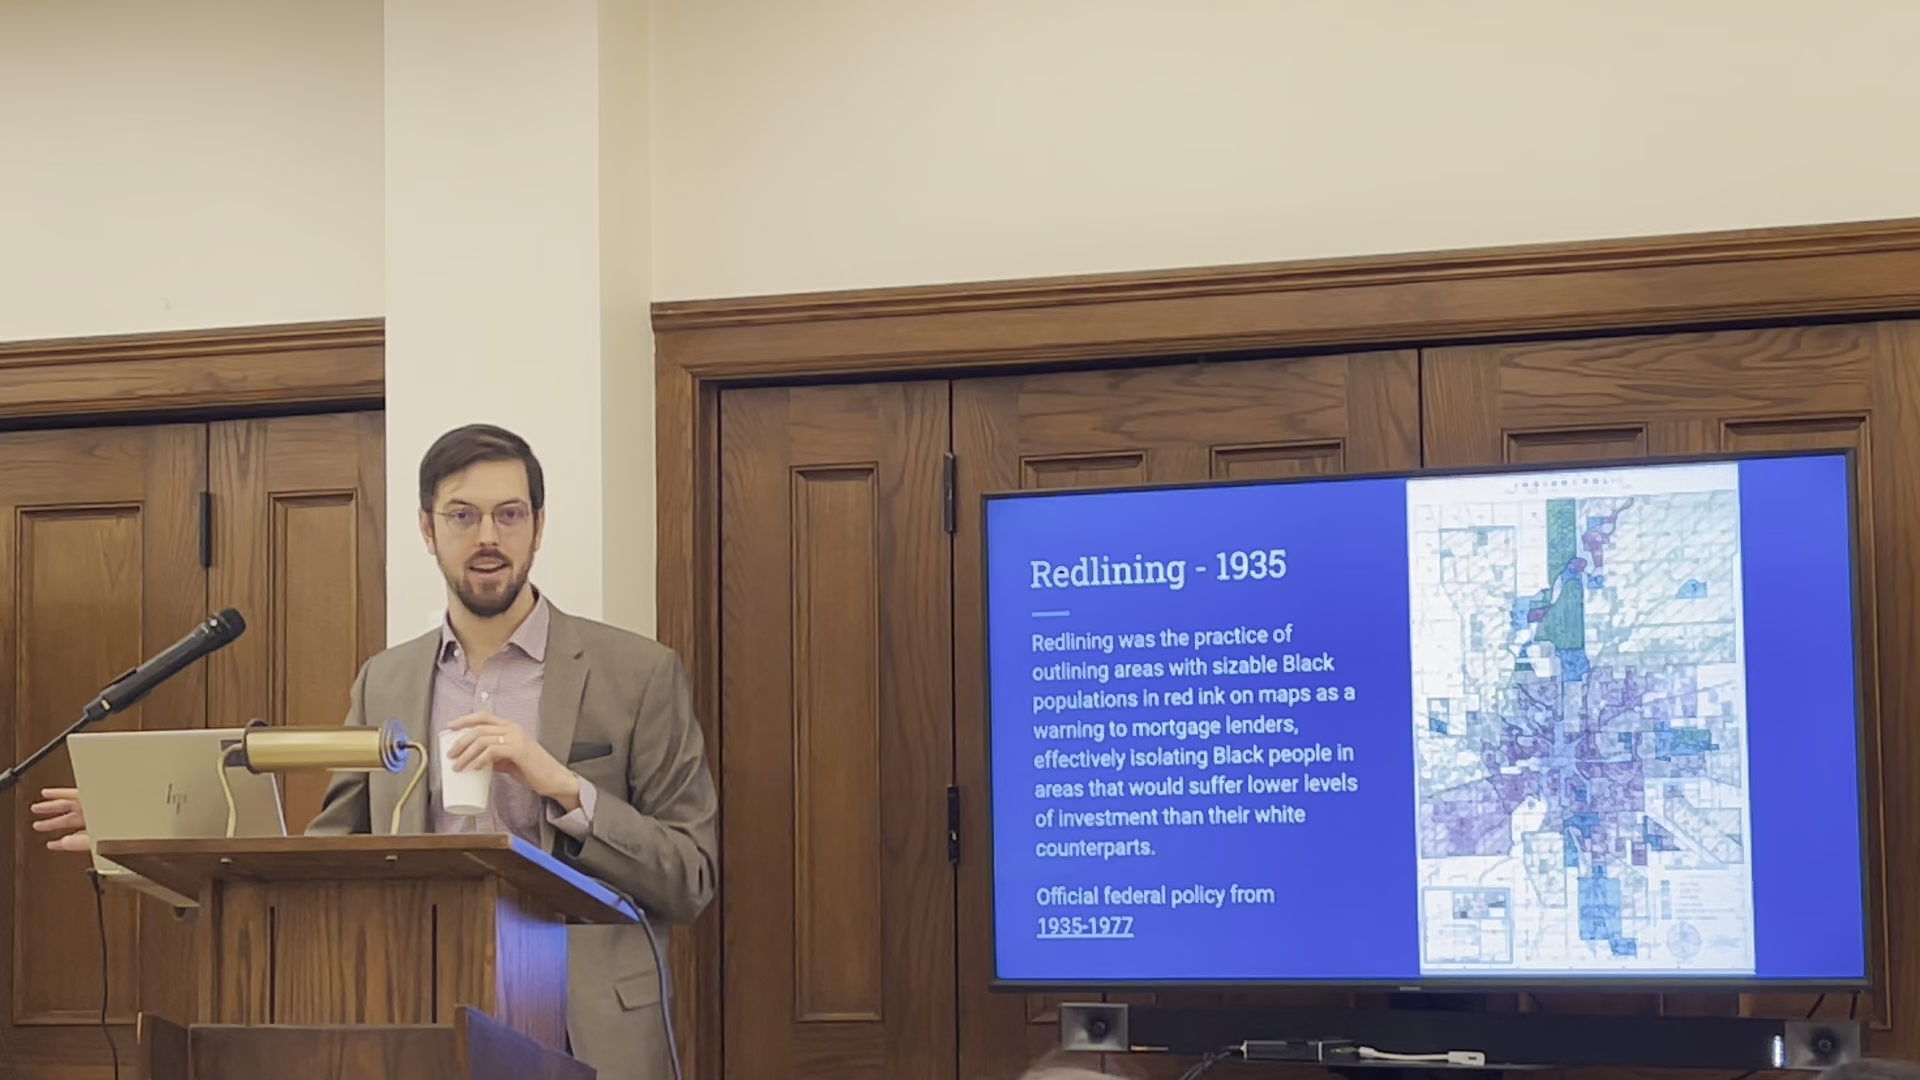 hp
Redlining - 1935
Redlining was the practice of
outlining areas with sizable Black
populations in red ink on maps as a
warning to mortgage lenders,
effectively isolating Black people in
areas that would suffer lower levels
of investment than their white
counterparts.
Official federal policy from
1935-1977